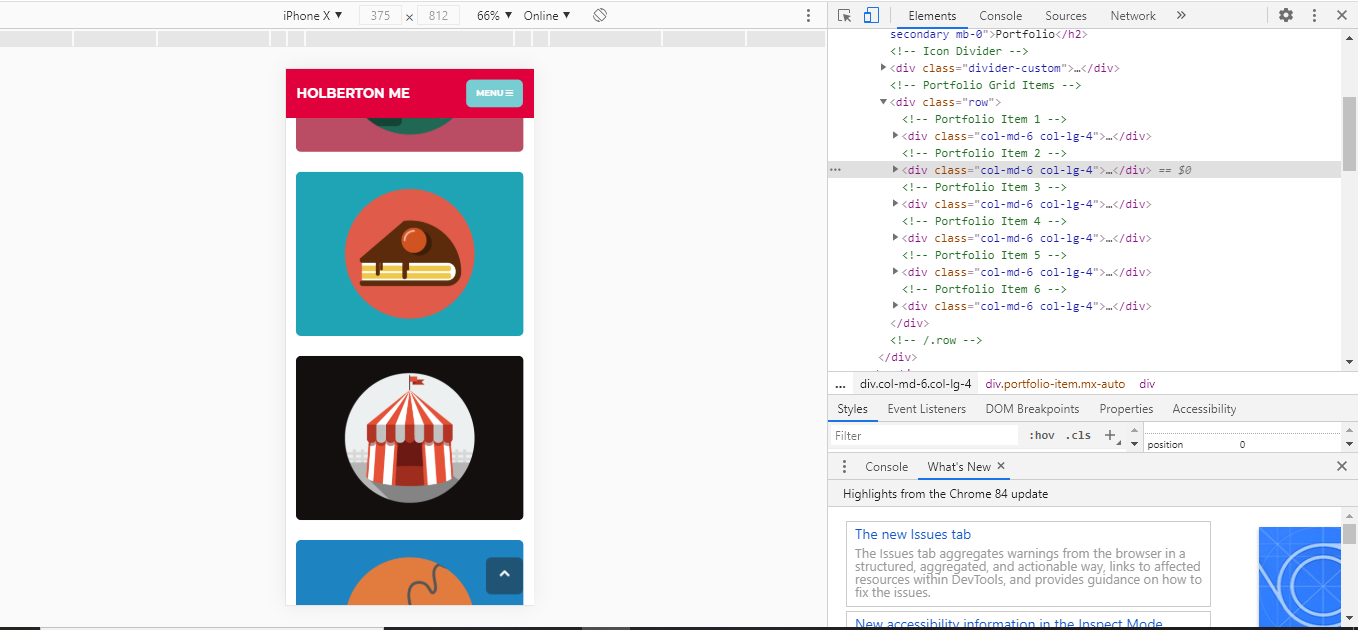 iPhone X ▼ 375 × 812 66% ▼ Online ▼
HOLBERTON ME MENU
Elements Console Sources Network »
secondary mb-0">Portfolio</h2>
<!-- Icon Divider -->
<div class="divider-custom">…</div>
<!-- Portfolio Grid Items -->
<div class="row">
<!-- Portfolio Item 1 -->
<div class="col-md-6 col-lg-4">…</div>
<!-- Portfolio Item 2 -->
<div class="col-md-6 col-lg-4">…</div> == $0
<!-- Portfolio Item 3 -->
<div class="col-md-6 col-lg-4">…</div>
<!-- Portfolio Item 4 -->
<div class="col-md-6 col-lg-4">…</div>
<!-- Portfolio Item 5 -->
<div class="col-md-6 col-lg-4">…</div>
<!-- Portfolio Item 6 -->
<div class="col-md-6 col-lg-4">…</div>
</div>
<!-- /.row -->
</div>
... div.col-md-6.col-lg-4 div.portfolio-item.mx-auto div
Styles Event Listeners DOM Breakpoints Properties Accessibility
Filter :hov .cls +
position 0
Console What's New ×
Highlights from the Chrome 84 update
The new Issues tab
The Issues tab aggregates warnings from the browser in a
structured, aggregated, and actionable way, links to affected
resources within DevTools, and provides guidance on how to
fix the issues.
New accessibility information in the Inspect Mode